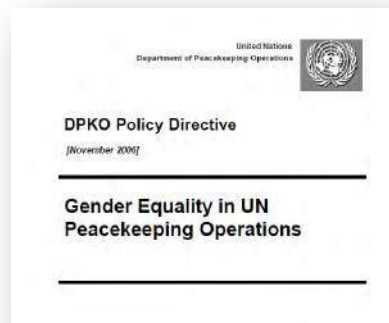 United Nations
Department of Peacekeeping Operations
DPKO Policy Directive
[November 2006]
Gender Equality in UN
Peacekeeping Operations